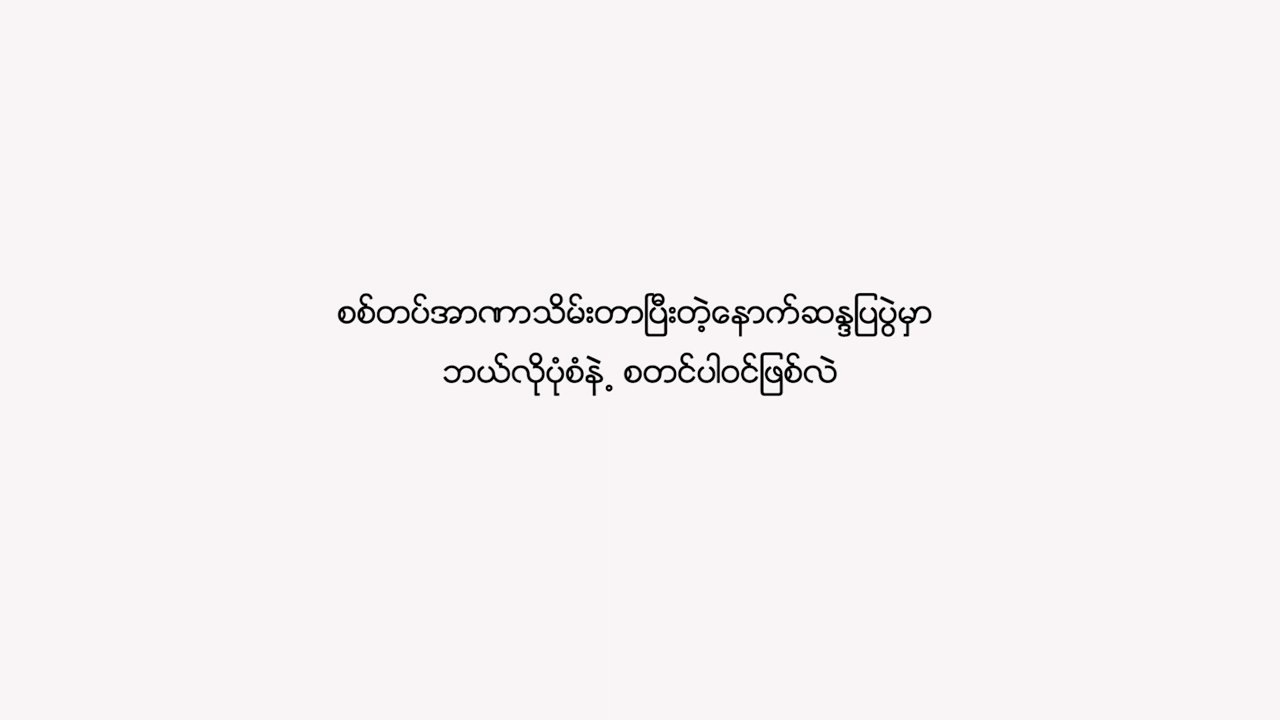 စစ်တပ်အာဏာသိမ်းတာပြီးတဲ့နောက်ဆန္ဒပြပွဲမှာ
ဘယ်လိုပုံစံနဲ့ စတင်ပါဝင်ဖြစ်လဲ